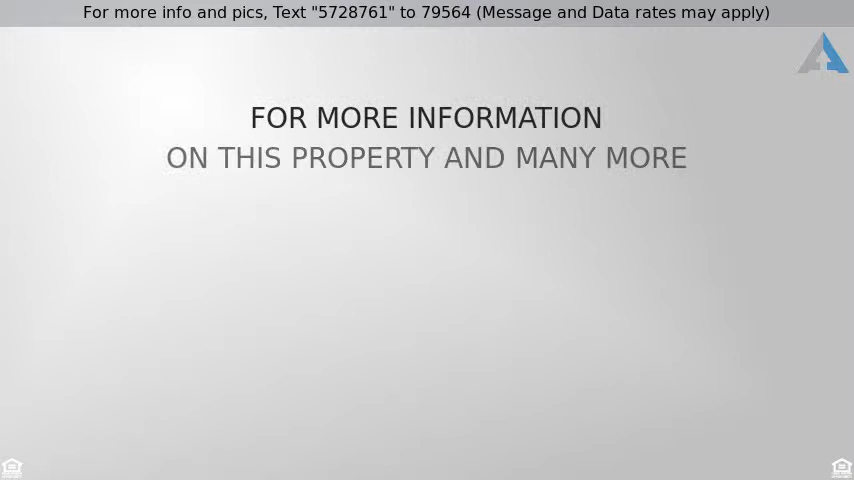 For more info and pics, Text "5728761" to 79564 (Message and Data rates may apply)
FOR MORE INFORMATION
ON THIS PROPERTY AND MANY MORE